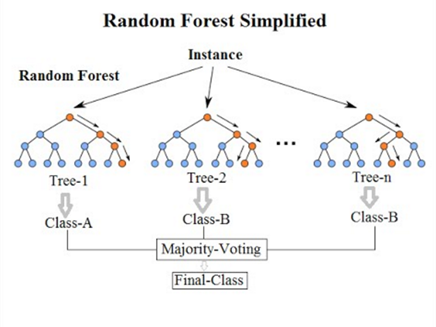 Random Forest Simplified
Instance
Random Forest
...
Tree-1
Tree-2
Tree-n
Class-A
Class-B
Class-B
Majority-Voting
Final-Class